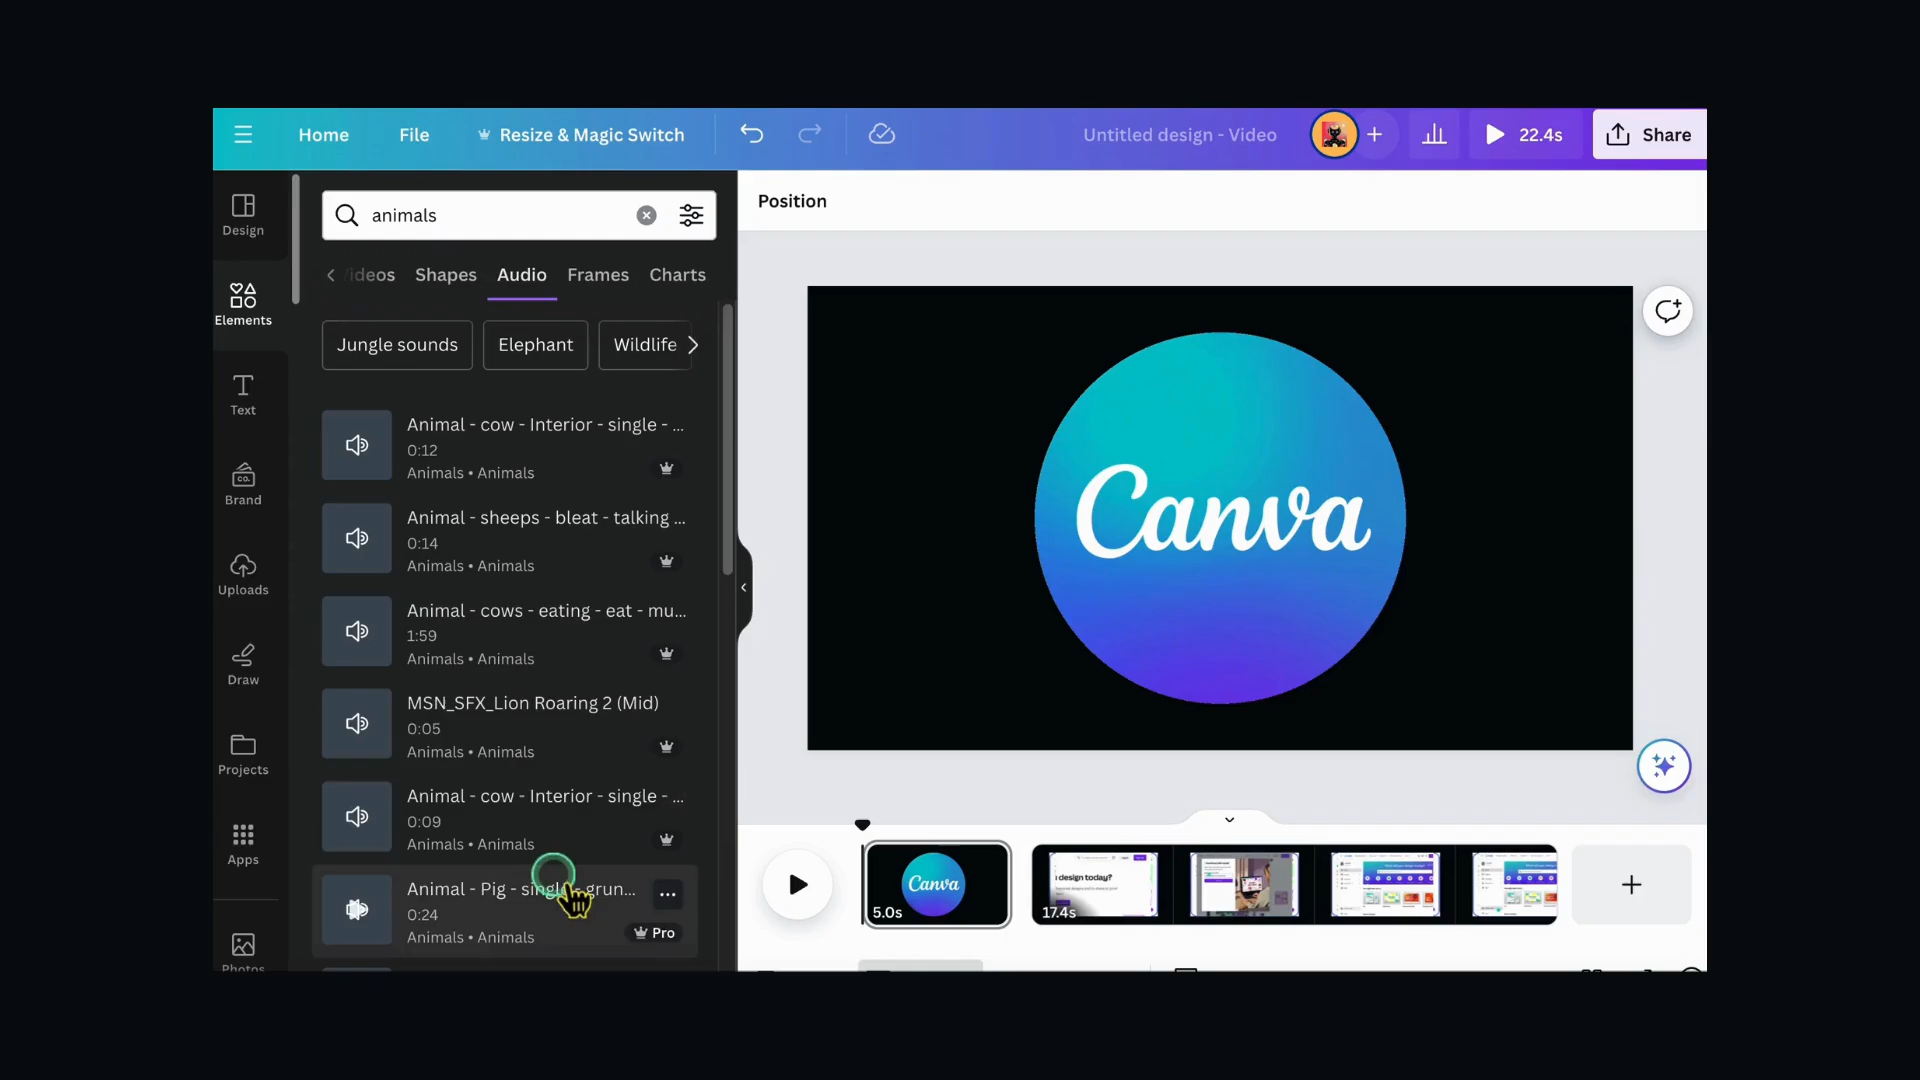 Home File Resize & Magic Switch Untitled design - Video 22.4s Share
Design
Elements
Text
Brand
Uploads
Draw
Projects
Apps
Photos
animals
Videos Shapes Audio Frames Charts
Jungle sounds Elephant Wildlife
Animal - cow - Interior - single - ...
0:12
Animals • Animals
Animal - sheeps - bleat - talking ...
0:14
Animals • Animals
Animal - cows - eating - eat - mu...
1:59
Animals • Animals
MSN_SFX_Lion Roaring 2 (Mid)
0:05
Animals • Animals
Animal - cow - Interior - single - ...
0:09
Animals • Animals
Animal - Pig - single - grun...
0:24
Animals • Animals Pro
Position
Canva
Canva
5.0s
design today?
17.4s